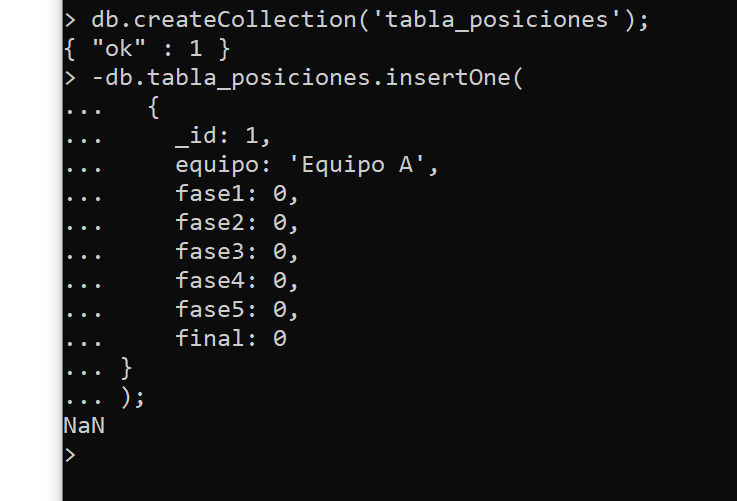 > db.createCollection('tabla_posiciones');
{ "ok" : 1 }
> -db.tabla_posiciones.insertOne(
...   {
...     _id: 1,
...     equipo: 'Equipo A',
...     fase1: 0,
...     fase2: 0,
...     fase3: 0,
...     fase4: 0,
...     fase5: 0,
...     final: 0
... }
... );
NaN
>